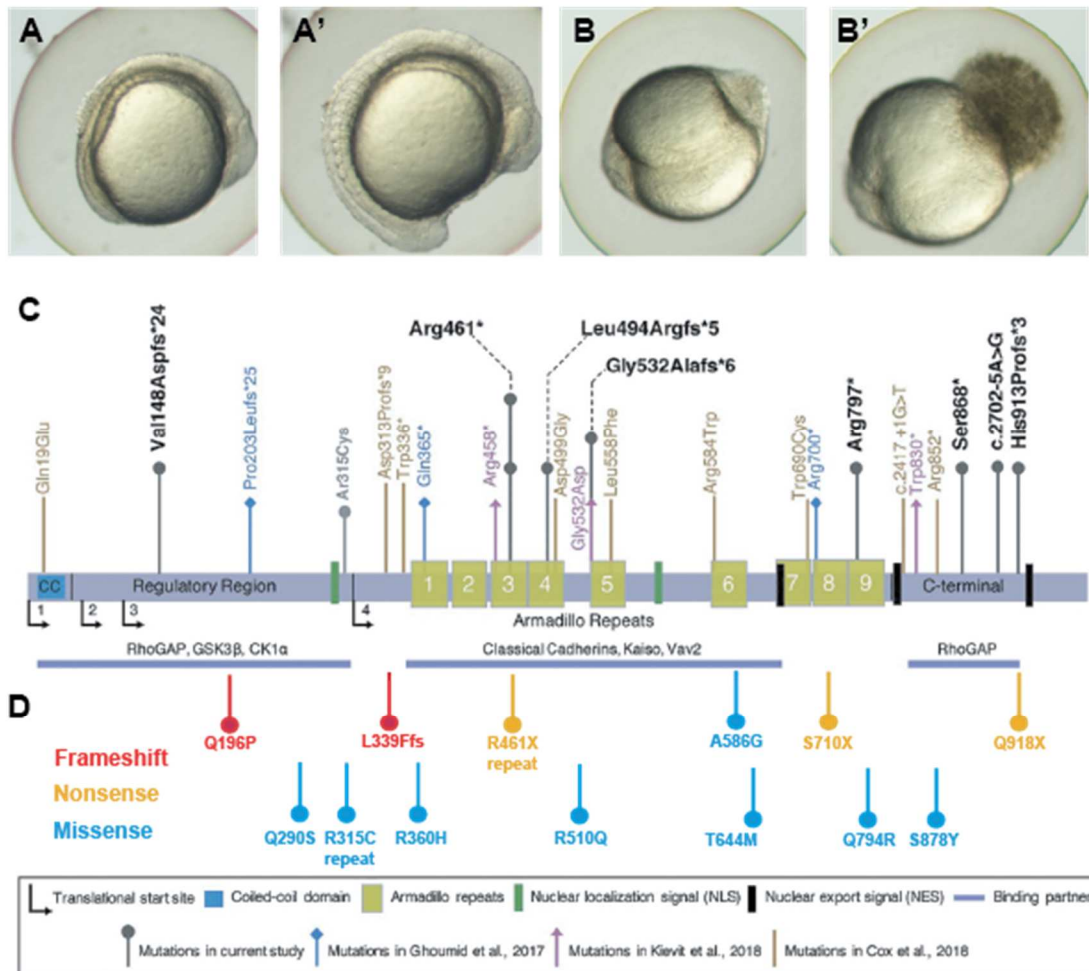 A
A'
B
B'
C
Gln19Glu
Val148Aspfs*24
Pro203Leufs*25
Ar315Cys
Asp313Profs*9
Trp336*
Gln365*
Arg461*
Arg458*
Leu494Argfs*5
Asp499Gly
Gly532Alafs*6
Gly532Asp
Leu558Phe
Arg584Trp
Trp690Cys
Arg700*
Arg797*
c.2417 +1G>T
Trp830*
Arg852*
Ser868*
c.2702-5A>G
His913Profs*3
CC
Regulatory Region
1
2
3
4
5
6
7
8
9
C-terminal
1
2
3
4
Armadillo Repeats
RhoGAP, GSK3β, CK1α
Classical Cadherins, Kaiso, Vav2
RhoGAP
D
Q196P
L339Ffs
R461X
repeat
A586G
S710X
Q918X
Frameshift
Nonsense
Missense
Q290S
R315C
repeat
R360H
R510Q
T644M
Q794R
S878Y
Translational start site
Coiled-coil domain
Armadillo repeats
Nuclear localization signal (NLS)
Nuclear export signal (NES)
Binding partner
Mutations in current study
Mutations in Ghoumid et al., 2017
Mutations in Kievit et al., 2018
Mutations in Cox et al., 2018